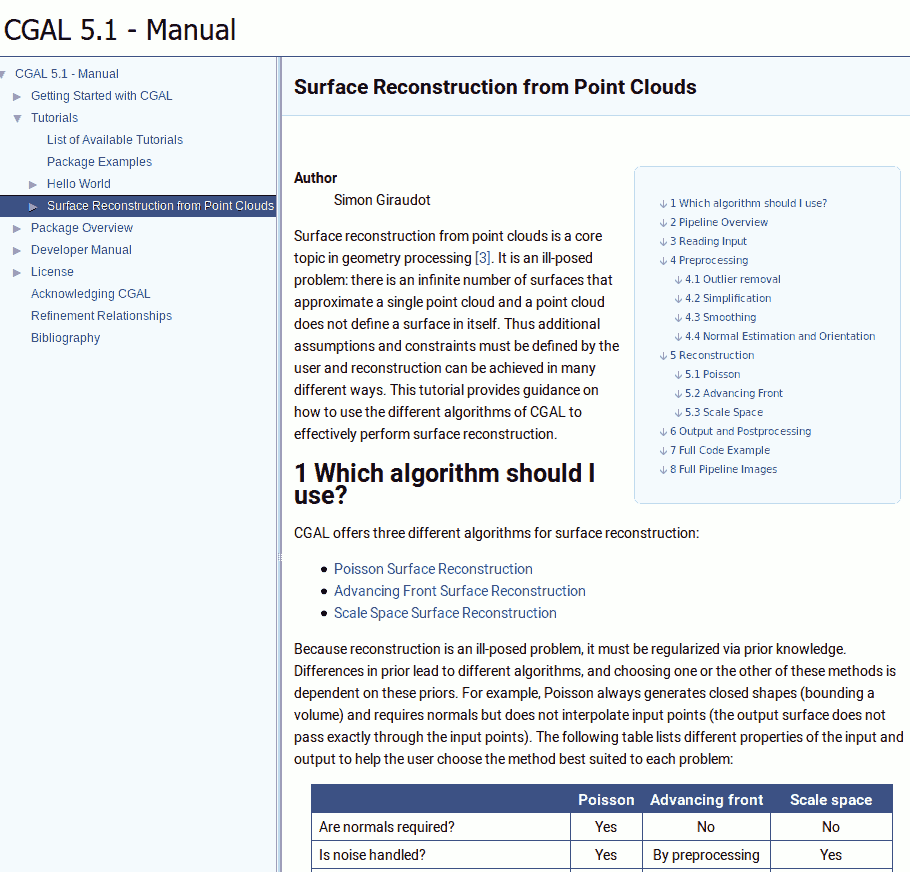 CGAL 5.1 - Manual
CGAL 5.1 - Manual
Getting Started with CGAL
Tutorials
List of Available Tutorials
Package Examples
Hello World
Surface Reconstruction from Point Clouds
Package Overview
Developer Manual
License
Acknowledging CGAL
Refinement Relationships
Bibliography
Surface Reconstruction from Point Clouds
Author
Simon Giraudot
Surface reconstruction from point clouds is a core
topic in geometry processing [3]. It is an ill-posed
problem: there is an infinite number of surfaces that
approximate a single point cloud and a point cloud
does not define a surface in itself. Thus additional
assumptions and constraints must be defined by the
user and reconstruction can be achieved in many
different ways. This tutorial provides guidance on
how to use the different algorithms of CGAL to
effectively perform surface reconstruction.
↓ 1 Which algorithm should I use?
↓ 2 Pipeline Overview
↓ 3 Reading Input
↓ 4 Preprocessing
↓ 4.1 Outlier removal
↓ 4.2 Simplification
↓ 4.3 Smoothing
↓ 4.4 Normal Estimation and Orientation
↓ 5 Reconstruction
↓ 5.1 Poisson
↓ 5.2 Advancing Front
↓ 5.3 Scale Space
↓ 6 Output and Postprocessing
↓ 7 Full Code Example
↓ 8 Full Pipeline Images
1 Which algorithm should I
use?
CGAL offers three different algorithms for surface reconstruction:
• Poisson Surface Reconstruction
• Advancing Front Surface Reconstruction
• Scale Space Surface Reconstruction
Because reconstruction is an ill-posed problem, it must be regularized via prior knowledge.
Differences in prior lead to different algorithms, and choosing one or the other of these methods is
dependent on these priors. For example, Poisson always generates closed shapes (bounding a
volume) and requires normals but does not interpolate input points (the output surface does not
pass exactly through the input points). The following table lists different properties of the input and
output to help the user choose the method best suited to each problem:
Poisson Advancing front Scale space
Are normals required? Yes No No
Is noise handled? Yes By preprocessing Yes